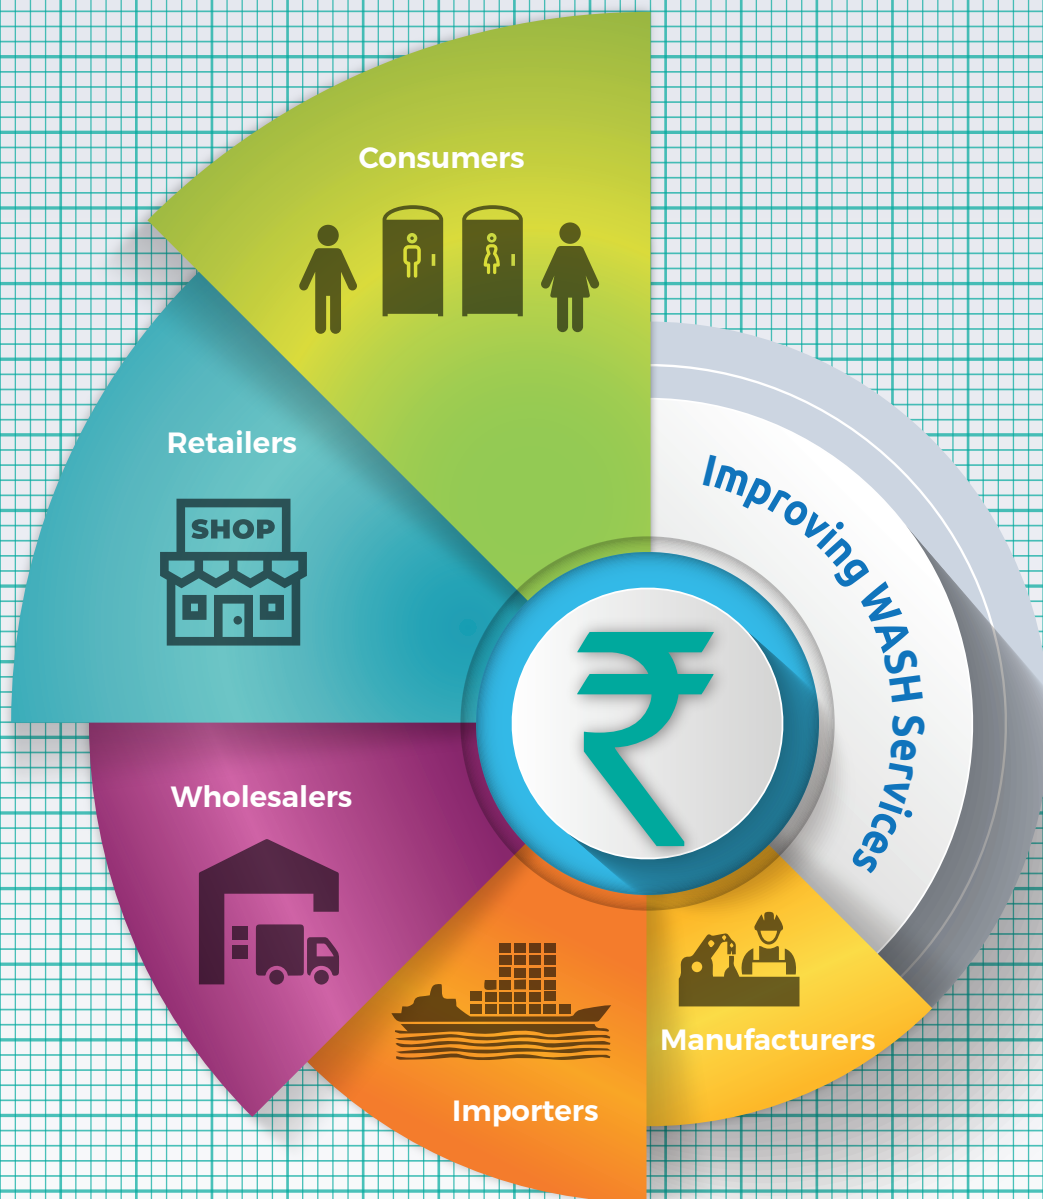 Consumers
Retailers
SHOP
Improving WASH Services
₹
Wholesalers
Manufacturers
Importers